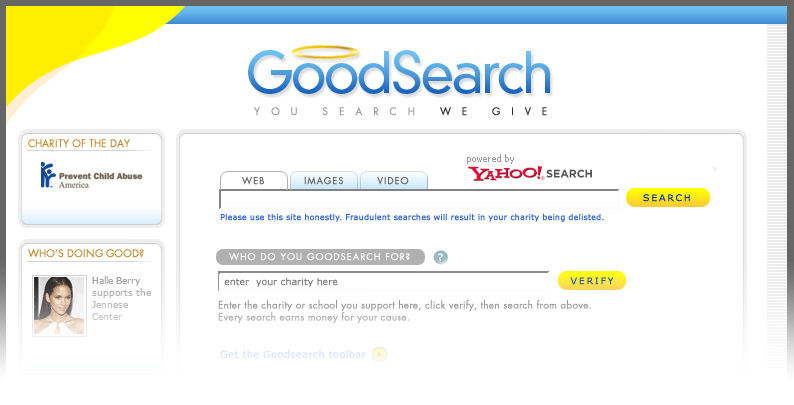 GoodSearch
YOU SEARCH WE GIVE
CHARITY OF THE DAY
Prevent Child Abuse
America
WHO'S DOING GOOD?
Halle Berry
supports the
Jennese
Center
WEB
IMAGES
VIDEO
powered by
YAHOO! SEARCH
SEARCH
Please use this site honestly. Fraudulent searches will result in your charity being delisted.
WHO DO YOU GOODSEARCH FOR?
?
enter your charity here
VERIFY
Enter the charity or school you support here, click verify, then search from above.
Every search earns money for your cause.
Get the Goodsearch toolbar